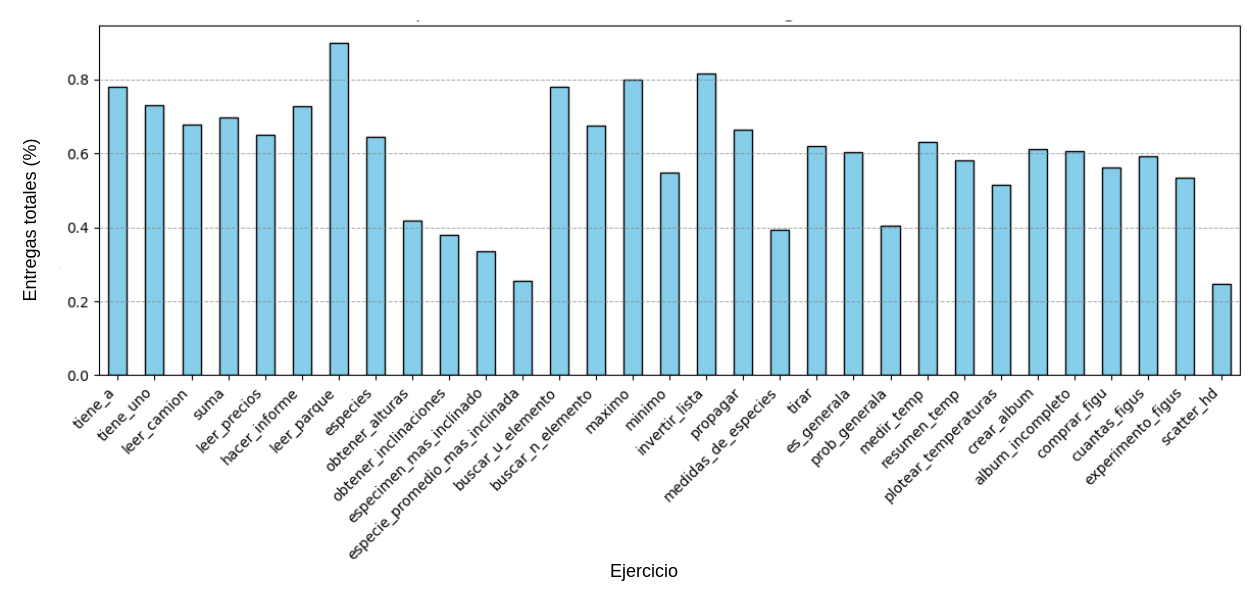 Entregas totales (%)
0.8
0.6
0.4
0.2
0.0
tiene_a
tiene_uno
leer_camion
suma
leer_precios
hacer_informe
leer_parque
especies
obtener_alturas
obtener_inclinaciones
especimen_mas_inclinado
especie_promedio_mas_inclinada
buscar_u_elemento
buscar_n_elemento
maximo
minimo
invertir_lista
propagar
medidas_de_especies
tirar
es_generala
prob_generala
medir_temp
resumen_temp
plotear_temperaturas
crear_album
album_incompleto
comprar_figu
cuantas_figus
experimento_figus
scatter_hd
Ejercicio